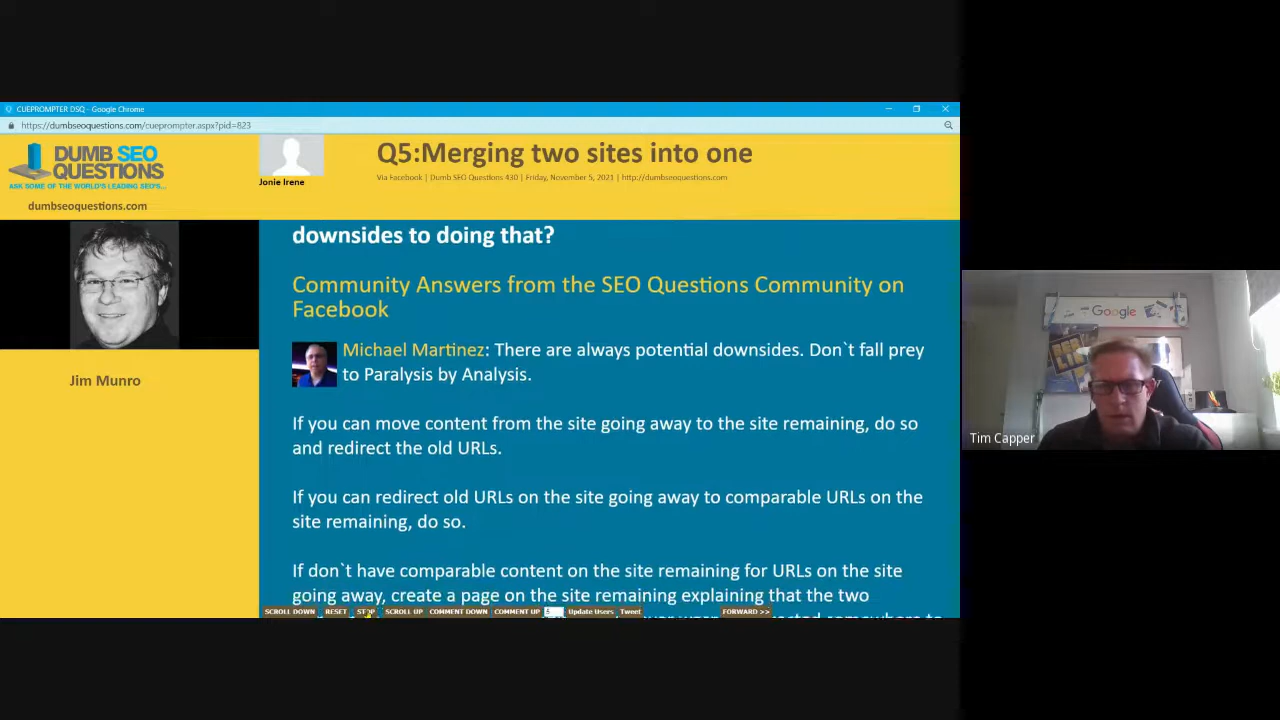 CUEPROMPTER DSQ - Google Chrome
https://dumbseoquestions.com/cueprompter.aspx?pid=823
DUMB SEO
QUESTIONS
ASK SOME OF THE WORLD'S LEADING SEO'S...
dumbseoquestions.com
Jonie Irene
Q5:Merging two sites into one
Via Facebook | Dumb SEO Questions 430 | Friday, November 5, 2021 | http://dumbseoquestions.com
Jim Munro
downsides to doing that?
Community Answers from the SEO Questions Community on
Facebook
Michael Martinez: There are always potential downsides. Don`t fall prey
to Paralysis by Analysis.
If you can move content from the site going away to the site remaining, do so
and redirect the old URLs.
If you can redirect old URLs on the site going away to comparable URLs on the
site remaining, do so.
If don`t have comparable content on the site remaining for URLs on the site
going away, create a page on the site remaining explaining that the two
SCROLL DOWN RESET STOP SCROLL UP COMMENT DOWN COMMENT UP 5 Update Users Tweet FORWARD >>
Google
Tim Capper